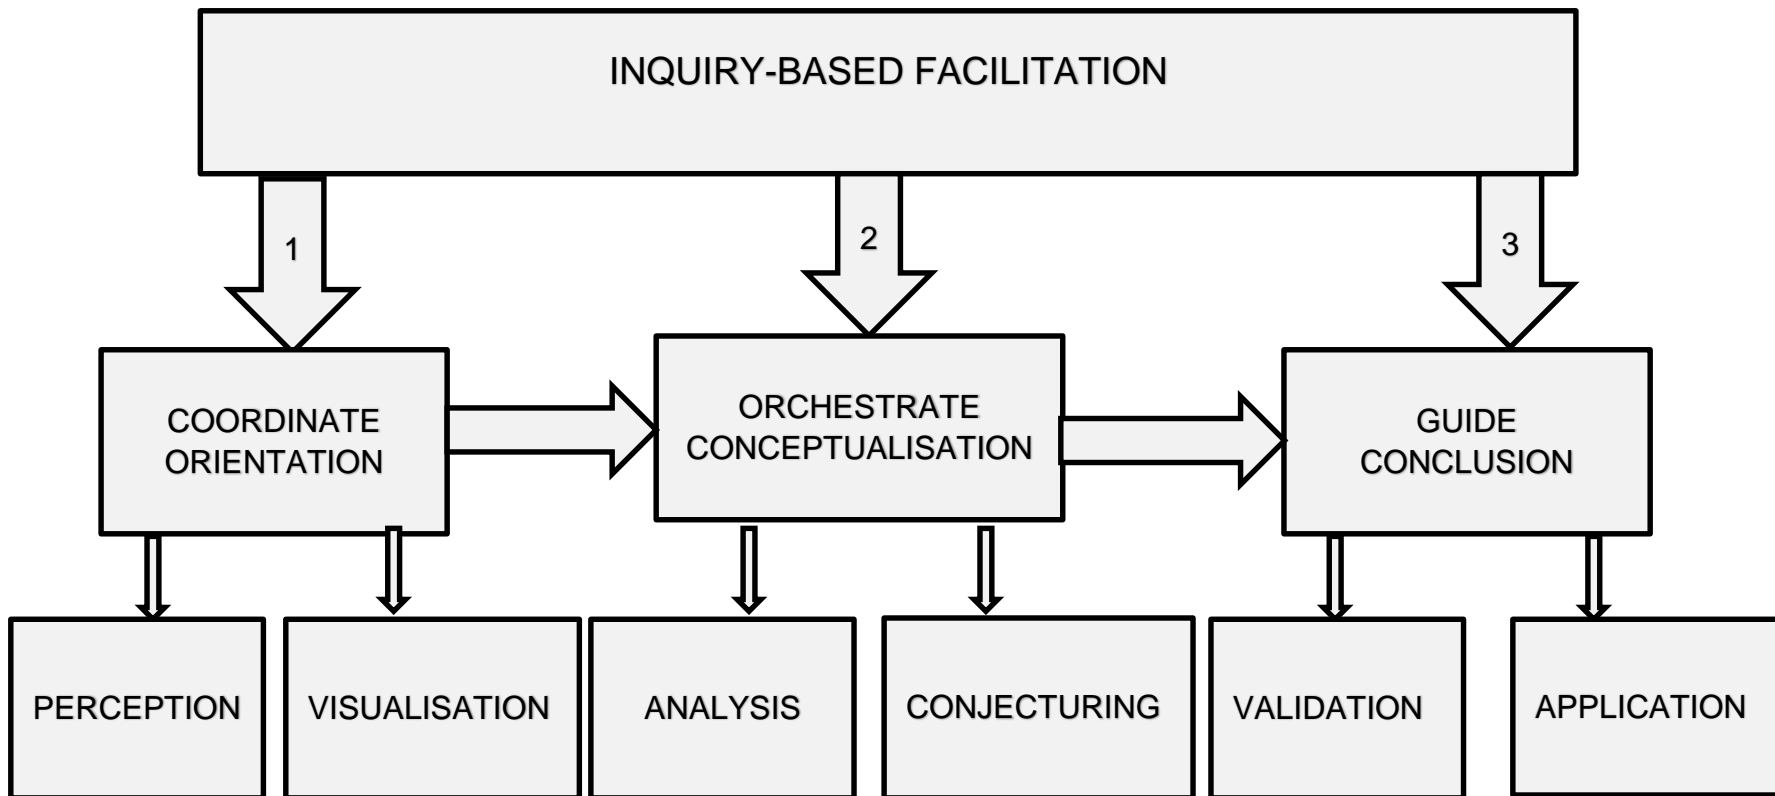 INQUIRY-BASED FACILITATION
1
2
3
COORDINATE
ORIENTATION
ORCHESTRATE
CONCEPTUALISATION
GUIDE
CONCLUSION
PERCEPTION
VISUALISATION
ANALYSIS
CONJECTURING
VALIDATION
APPLICATION